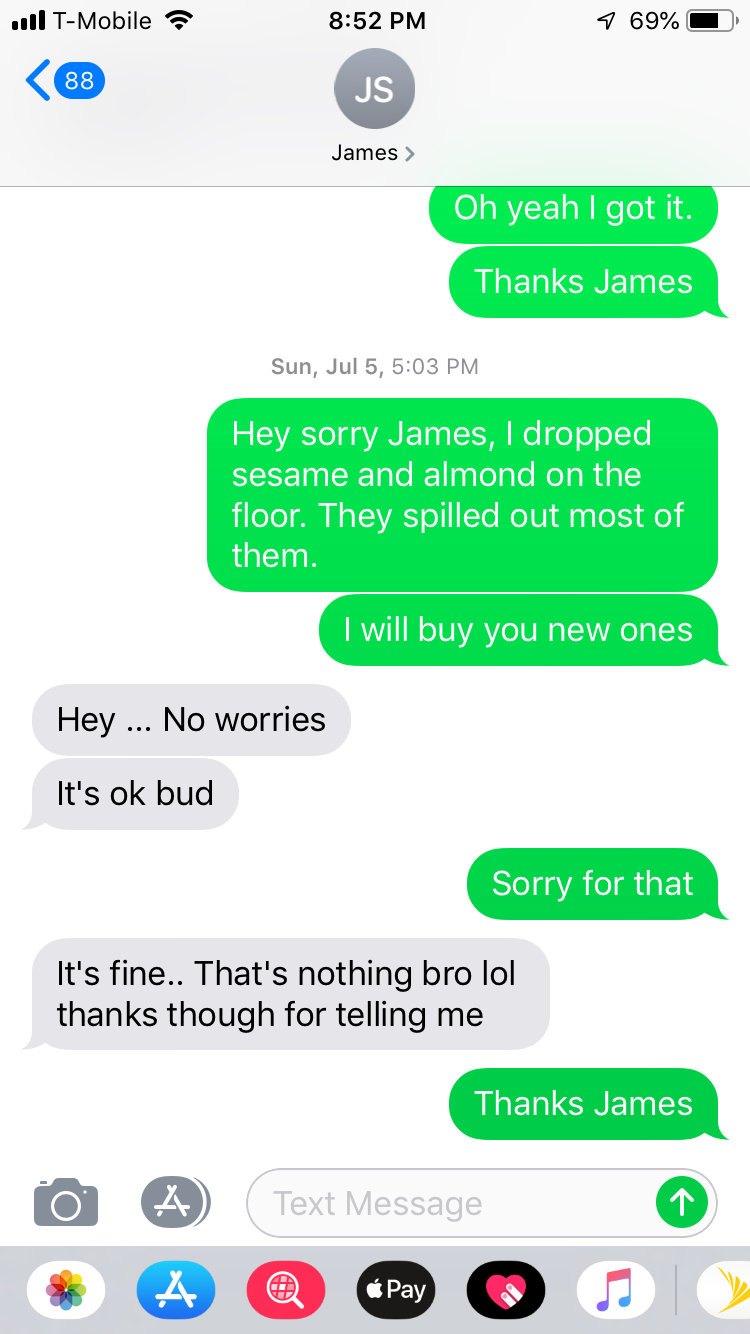 T-Mobile 8:52 PM 69%
88
JS
James
Oh yeah I got it.
Thanks James
Sun, Jul 5, 5:03 PM
Hey sorry James, I dropped
sesame and almond on the
floor. They spilled out most of
them.
I will buy you new ones
Hey ... No worries
It's ok bud
Sorry for that
It's fine.. That's nothing bro lol
thanks though for telling me
Thanks James
Text Message
Pay